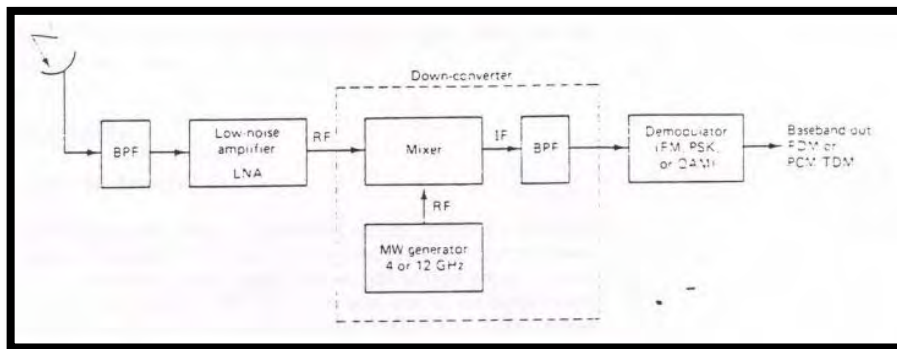 Down-converter
BPF
Low-noise
amplifier
LNA
RF
Mixer
IF
BPF
Demodulator
(FM, PSK,
or QAM)
Baseband out
FDM or
PCM TDM
RF
MW generator
4 or 12 GHz